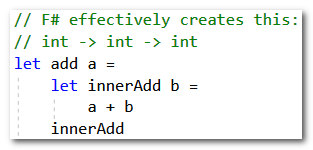 // F# effectively creates this:
// int -> int -> int
let add a =
    let innerAdd b =
        a + b
    innerAdd